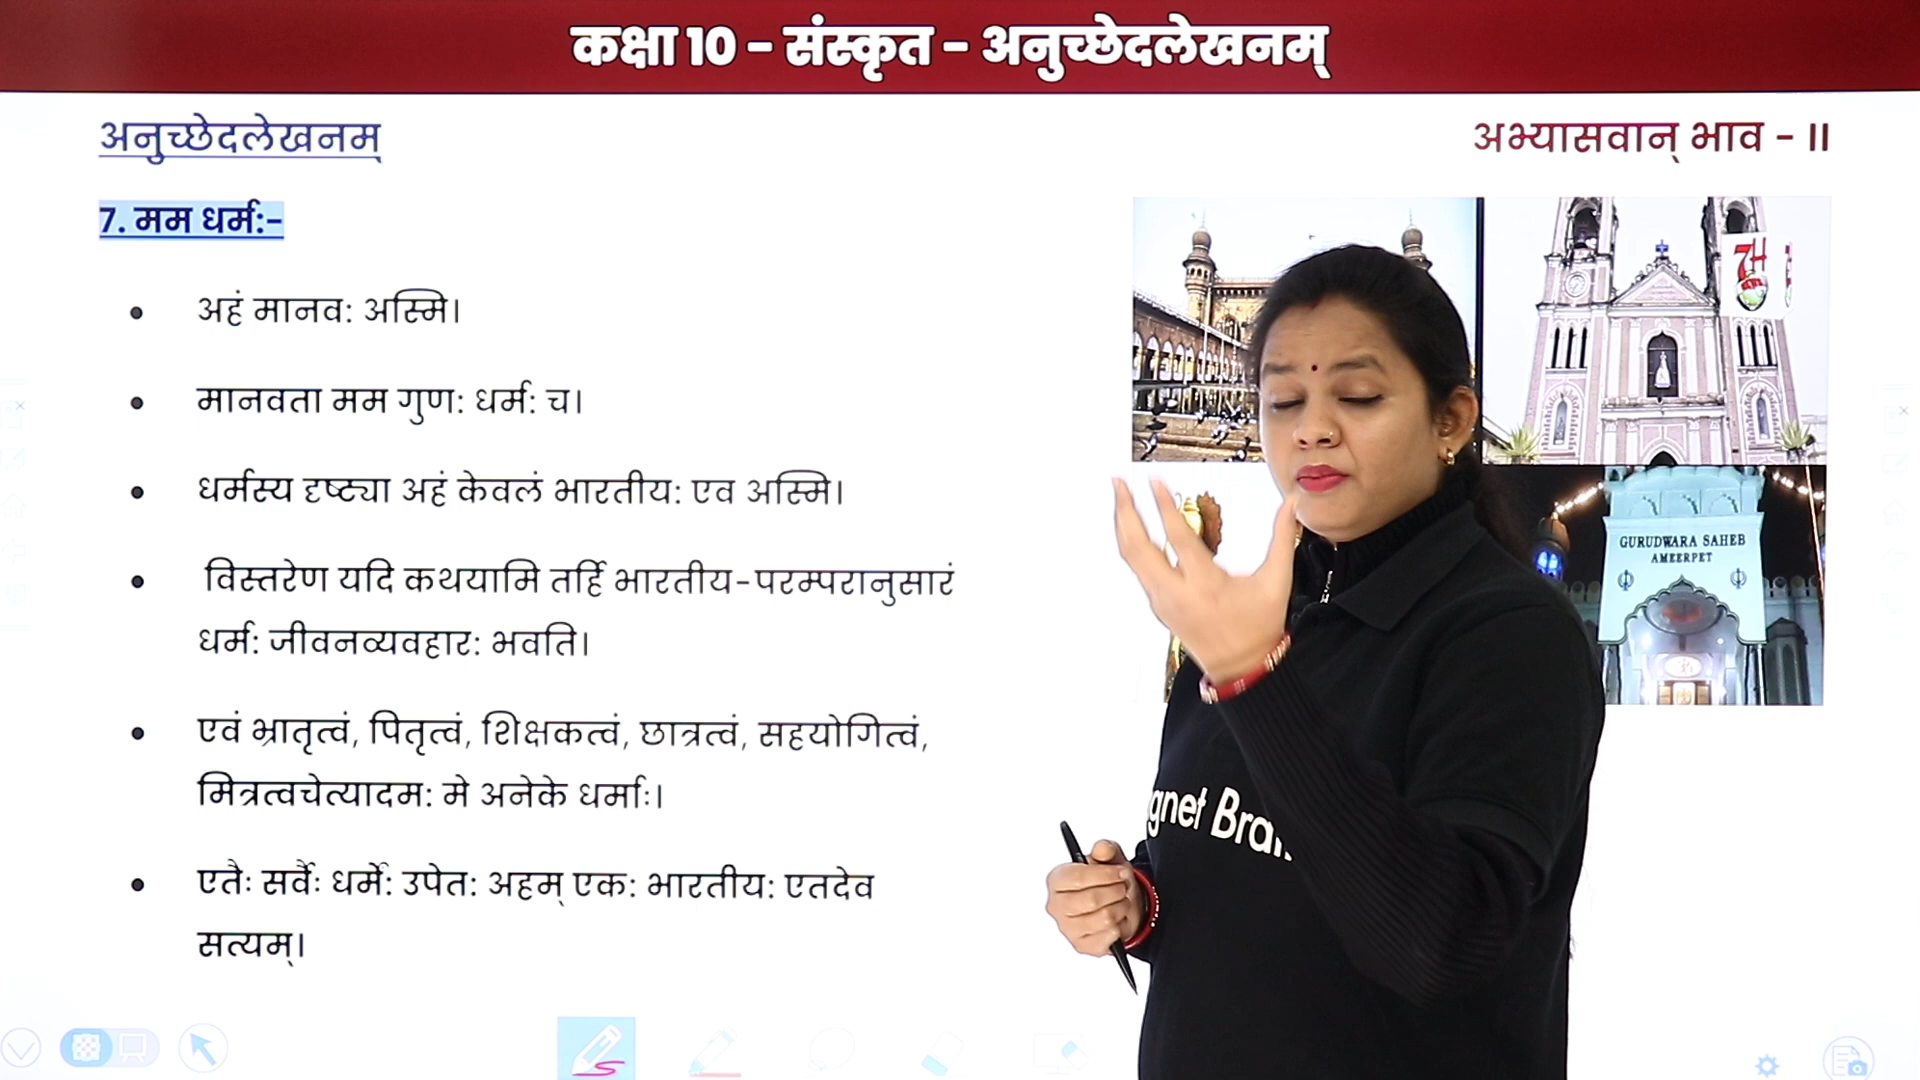 कक्षा 10 - संस्कृत - अनुच्छेदलेखनम्
अनुच्छेदलेखनम्
अभ्यासवान् भाव - II
7. मम धर्म:-
अहं मानव: अस्मि।
मानवता मम गुण: धर्म: च।
धर्मस्य दृष्ट्या अहं केवलं भारतीय: एव अस्मि।
विस्तरेण यदि कथयामि तर्हि भारतीय-परम्परानुसारं
धर्म: जीवनव्यवहार: भवति।
एवं भ्रातृत्वं, पितृत्वं, शिक्षकत्वं, छात्रत्वं, सहयोगित्वं,
मित्रत्वचेत्यादम: मे अनेके धर्माः।
एतैः सर्वैः धर्मैः उपेत: अहम् एक: भारतीय: एतदेव
सत्यम्।
GURUDWARA SAHEB
AMEERPET
gnet Brai